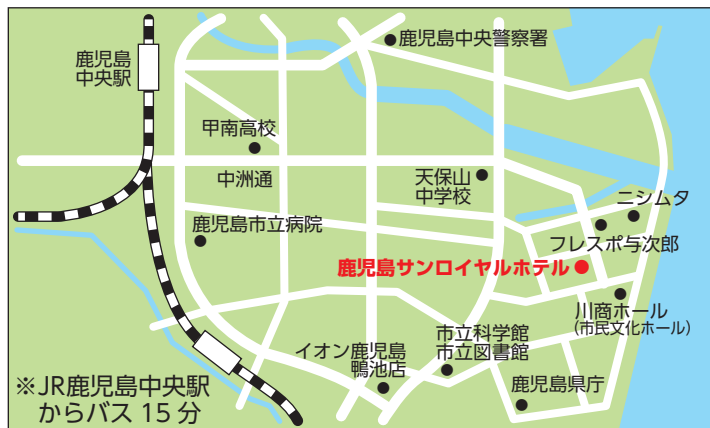 鹿児島中央警察署
鹿児島
中央駅
甲南高校
中洲通
天保山
中学校
ニシムタ
鹿児島市立病院
フレスポ与次郎
鹿児島サンロイヤルホテル
川商ホール
(市民文化ホール)
市立科学館
市立図書館
イオン鹿児島
鴨池店
鹿児島県庁
※JR鹿児島中央駅
からバス 15 分